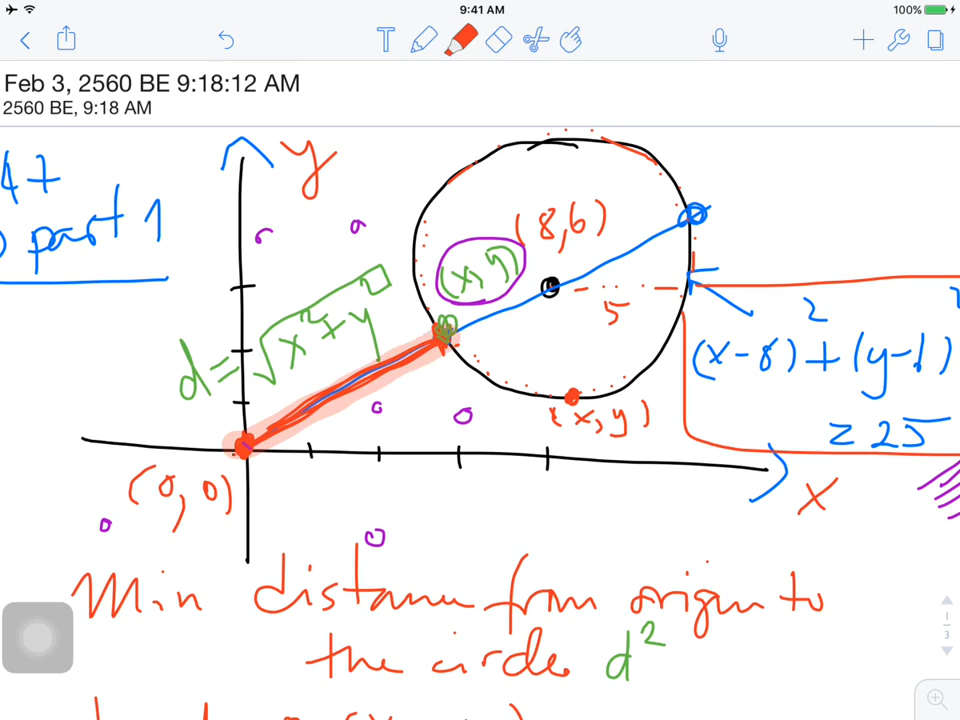 9:41 AM
100%
T
Feb 3, 2560 BE 9:18:12 AM
2560 BE, 9:18 AM
y
part 1
(8,6)
(x,y)
5
d=√x²+y²
(x-8)²+(y-6)
= 25
(x,y)
(0,0)
x
Min distance from origin to
the circle d²
1
3